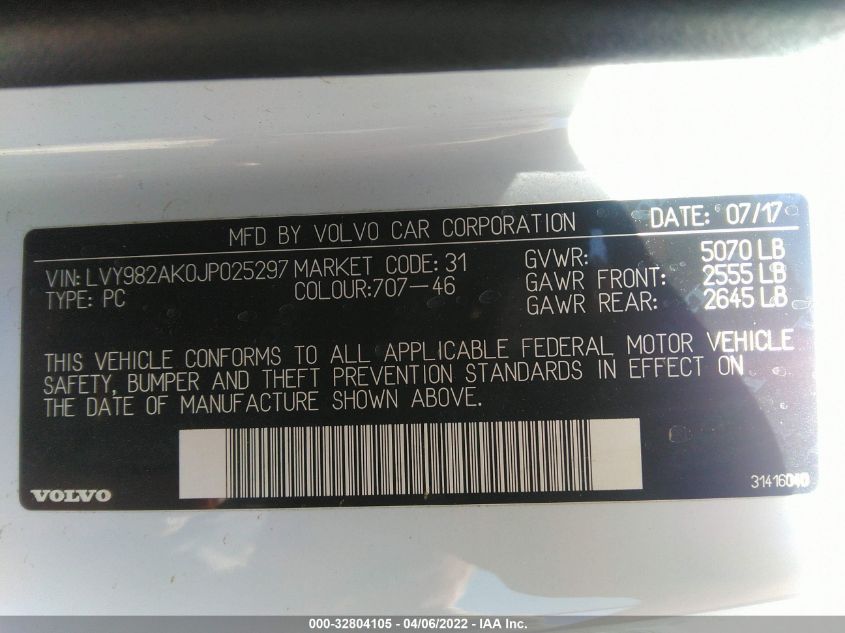 MFD BY VOLVO CAR CORPORATION DATE: 07/17
VIN:LVY982AK0JP025297 MARKET CODE: 31 GVWR: 5070 LB
TYPE: PC COLOUR:707-46 GAWR FRONT: 2555 LB
GAWR REAR: 2645 LB
THIS VEHICLE CONFORMS TO ALL APPLICABLE FEDERAL MOTOR VEHICLE
SAFETY, BUMPER AND THEFT PREVENTION STANDARDS IN EFFECT ON
THE DATE OF MANUFACTURE SHOWN ABOVE.
VOLVO 31416040
000-32804105 - 04/06/2022 - IAA Inc.